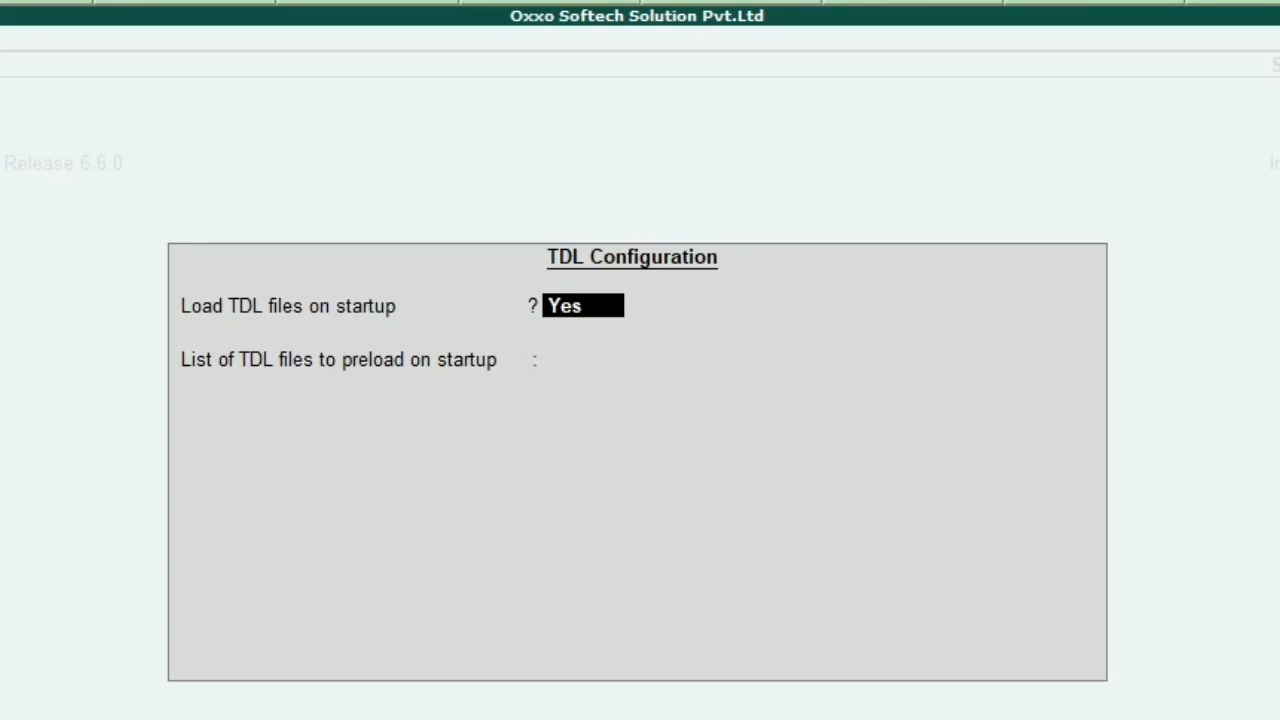 Oxxo Softech Solution Pvt.Ltd
Release 6.6.0
TDL Configuration
Load TDL files on startup ? Yes
List of TDL files to preload on startup :